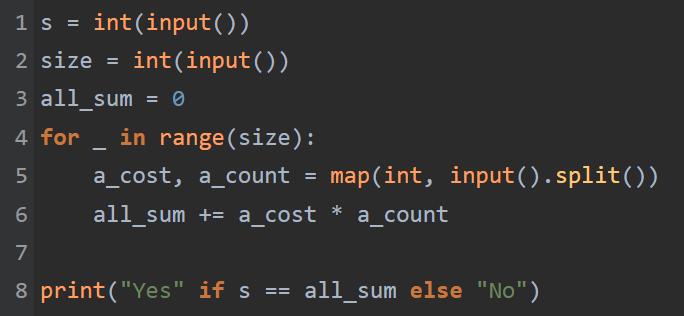 1 s = int(input())
2 size = int(input())
3 all_sum = 0
4 for _ in range(size):
5     a_cost, a_count = map(int, input().split())
6     all_sum += a_cost * a_count
7
8 print("Yes" if s == all_sum else "No")